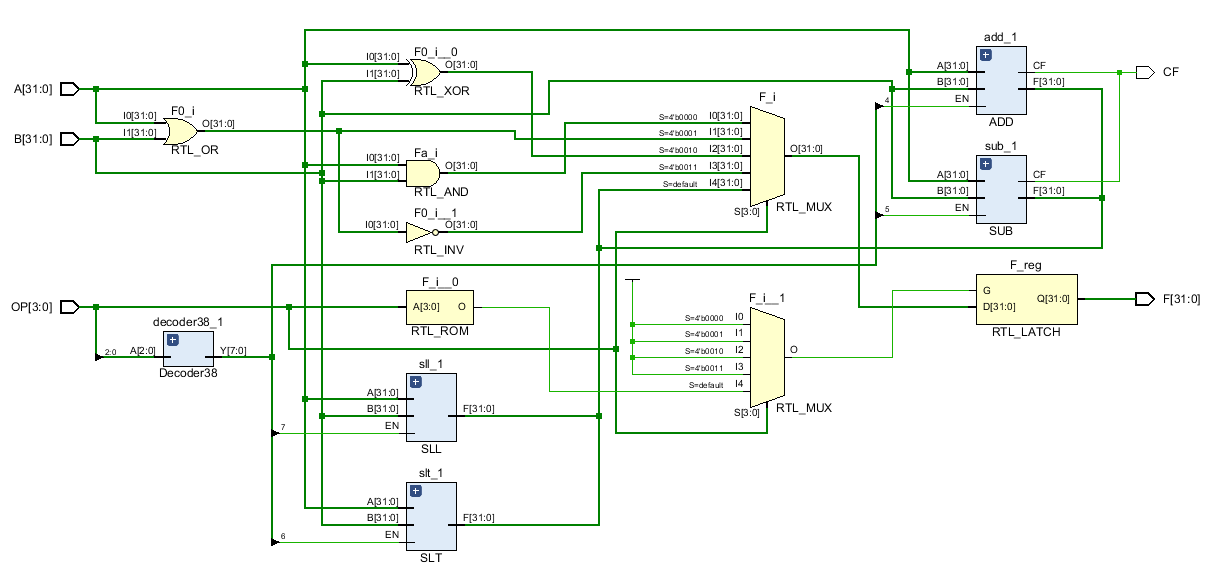 A[31:0]
B[31:0]
OP[3:0]
F0_i
I0[31:0]
I1[31:0]
O[31:0]
RTL_OR
F0_i__0
I0[31:0]
I1[31:0]
O[31:0]
RTL_XOR
Fa_i
I0[31:0]
I1[31:0]
O[31:0]
RTL_AND
F0_i__1
I0[31:0]
O[31:0]
RTL_INV
decoder38_1
2:0
A[2:0]
Y[7:0]
Decoder38
F_i__0
A[3:0]
O
RTL_ROM
sll_1
A[31:0]
B[31:0]
F[31:0]
EN
7
SLL
slt_1
A[31:0]
B[31:0]
F[31:0]
EN
6
SLT
F_i
S=4'b0000 I0[31:0]
S=4'b0001 I1[31:0]
S=4'b0010 I2[31:0]
S=4'b0011 I3[31:0]
S=default I4[31:0]
O[31:0]
S[3:0]
RTL_MUX
F_i__1
S=4'b0000 I0
S=4'b0001 I1
S=4'b0010 I2
S=4'b0011 I3
S=default I4
O
S[3:0]
RTL_MUX
add_1
A[31:0]
B[31:0]
4
EN
CF
F[31:0]
ADD
sub_1
A[31:0]
B[31:0]
5
EN
CF
F[31:0]
SUB
F_reg
G
D[31:0]
Q[31:0]
RTL_LATCH
CF
F[31:0]